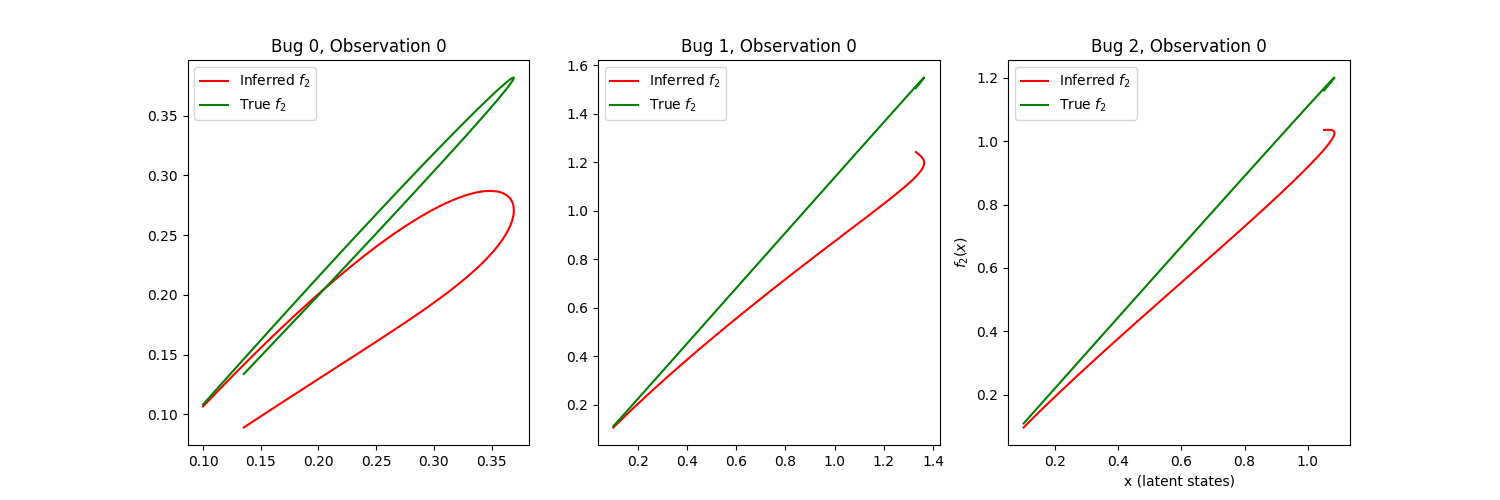 Bug 0, Observation 0
Inferred f₂
True f₂
0.35
0.30
0.25
0.20
0.15
0.10
0.10 0.15 0.20 0.25 0.30 0.35
Bug 1, Observation 0
Inferred f₂
True f₂
1.6
1.4
1.2
1.0
0.8
0.6
0.4
0.2
0.2 0.4 0.6 0.8 1.0 1.2 1.4
Bug 2, Observation 0
Inferred f₂
True f₂
f₂(x)
1.2
1.0
0.8
0.6
0.4
0.2
0.2 0.4 0.6 0.8 1.0
x (latent states)